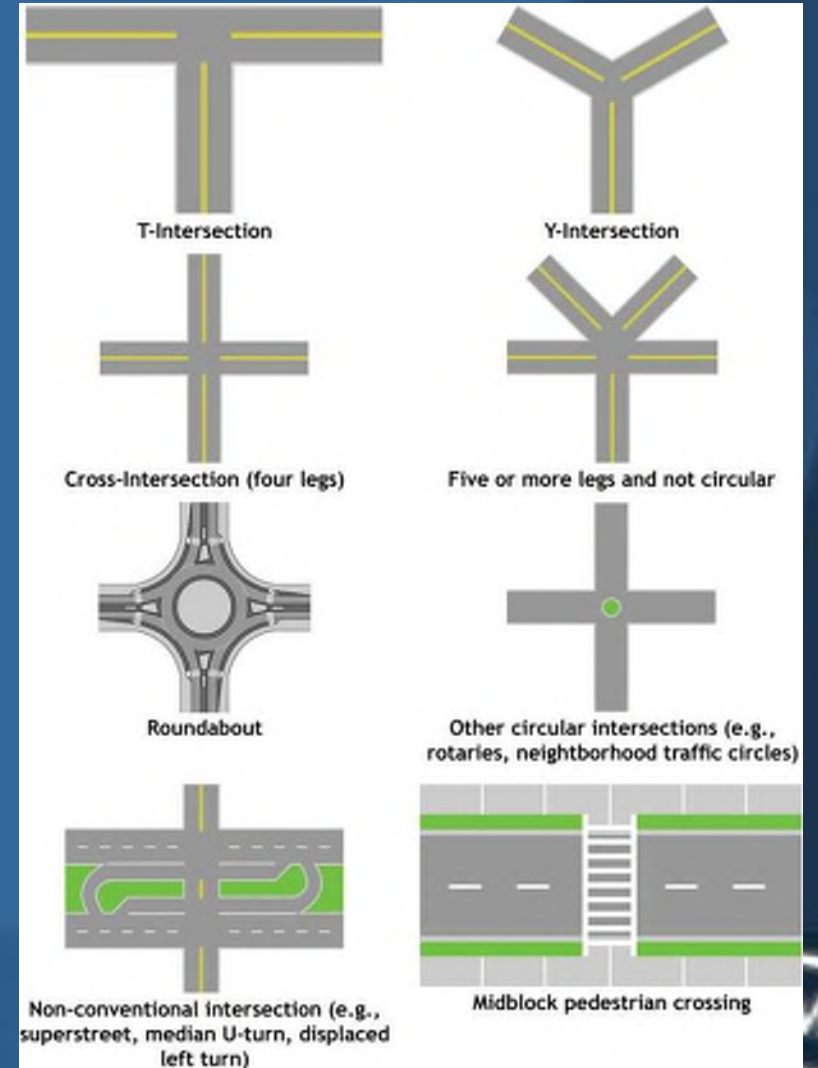 T-Intersection
Y-Intersection
Cross-Intersection (four legs)
Five or more legs and not circular
Roundabout
Other circular intersections (e.g.,
rotaries, neightborhood traffic circles)
Non-conventional intersection (e.g.,
superstreet, median U-turn, displaced
left turn)
Midblock pedestrian crossing